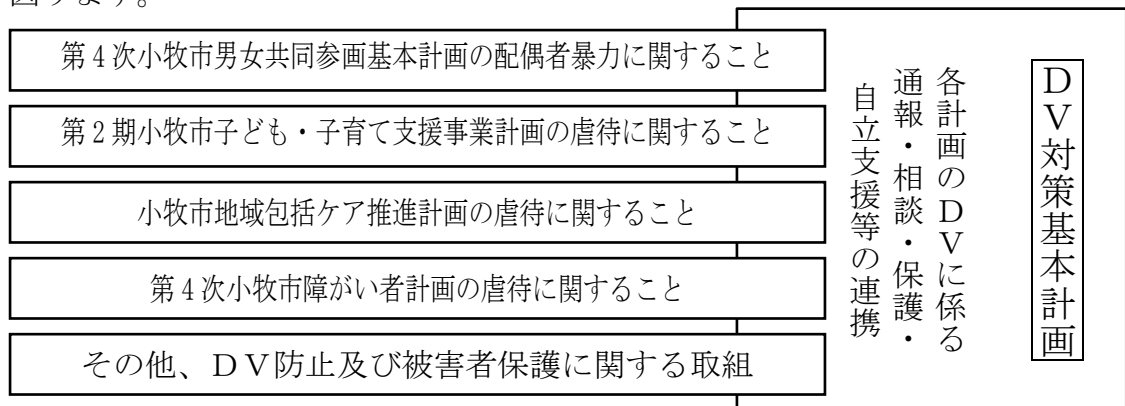 図ります。
第4次小牧市男女共同参画基本計画の配偶者暴力に関すること
第2期小牧市子ども・子育て支援事業計画の虐待に関すること
小牧市地域包括ケア推進計画の虐待に関すること
第4次小牧市障がい者計画の虐待に関すること
その他、DV防止及び被害者保護に関する取組
DV対策基本計画
各計画のDVに係る
通報・相談・保護・
自立支援等の連携